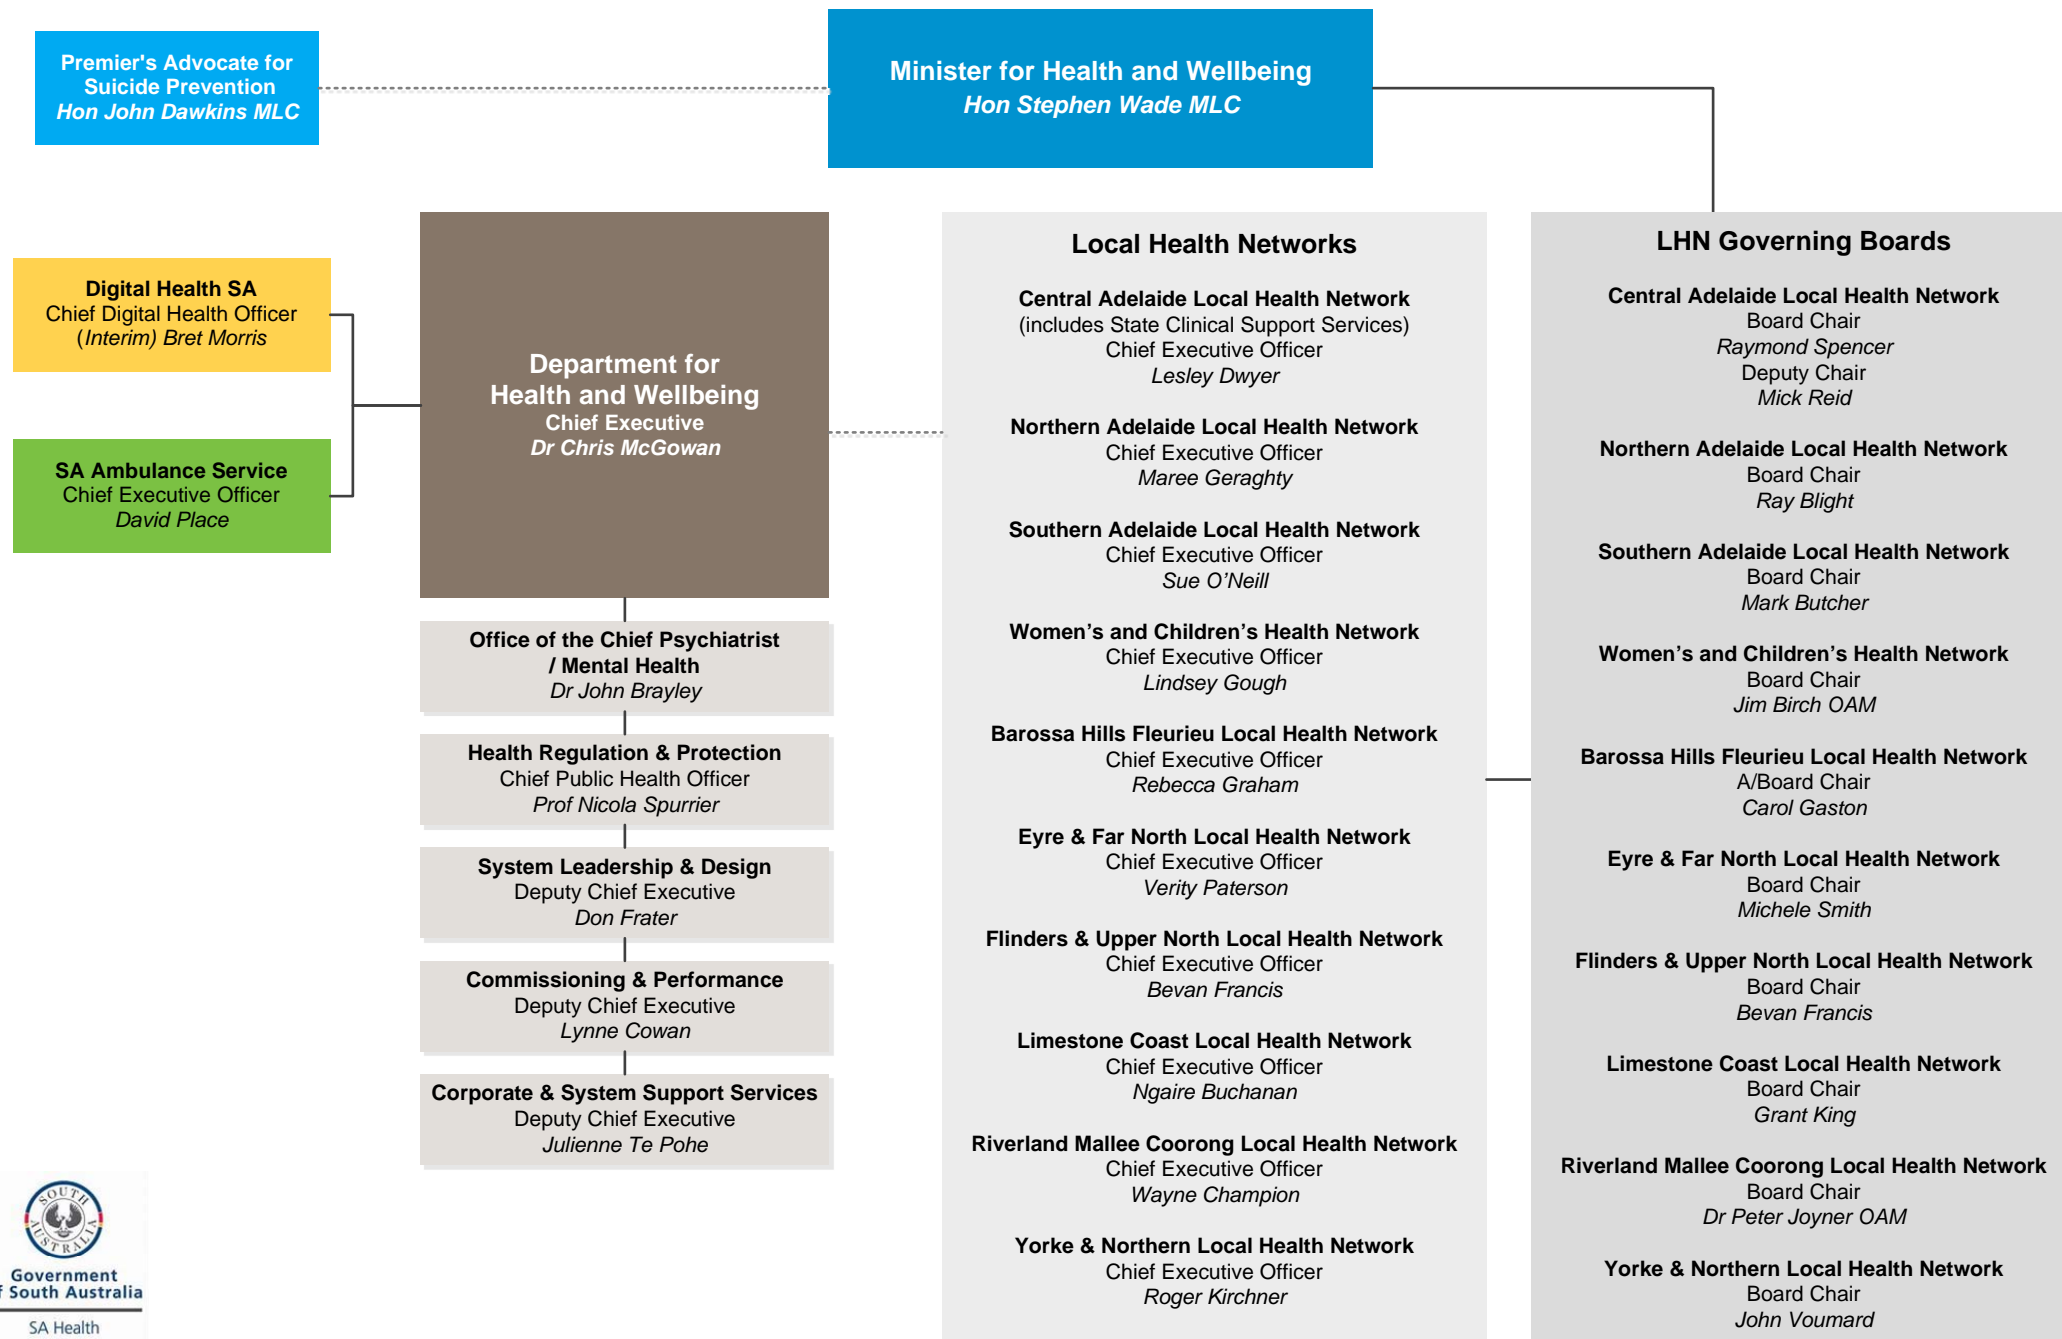 Premier's Advocate for
Suicide Prevention
Hon John Dawkins MLC
Minister for Health and Wellbeing
Hon Stephen Wade MLC
Digital Health SA
Chief Digital Health Officer
(Interim) Bret Morris
SA Ambulance Service
Chief Executive Officer
David Place
Department for
Health and Wellbeing
Chief Executive
Dr Chris McGowan
Office of the Chief Psychiatrist
/ Mental Health
Dr John Brayley
Health Regulation & Protection
Chief Public Health Officer
Prof Nicola Spurrier
System Leadership & Design
Deputy Chief Executive
Don Frater
Commissioning & Performance
Deputy Chief Executive
Lynne Cowan
Corporate & System Support Services
Deputy Chief Executive
Julienne Te Pohe
Local Health Networks
Central Adelaide Local Health Network
(includes State Clinical Support Services)
Chief Executive Officer
Lesley Dwyer
Northern Adelaide Local Health Network
Chief Executive Officer
Maree Geraghty
Southern Adelaide Local Health Network
Chief Executive Officer
Sue O’Neill
Women’s and Children’s Health Network
Chief Executive Officer
Lindsey Gough
Barossa Hills Fleurieu Local Health Network
Chief Executive Officer
Rebecca Graham
Eyre & Far North Local Health Network
Chief Executive Officer
Verity Paterson
Flinders & Upper North Local Health Network
Chief Executive Officer
Bevan Francis
Limestone Coast Local Health Network
Chief Executive Officer
Ngaire Buchanan
Riverland Mallee Coorong Local Health Network
Chief Executive Officer
Wayne Champion
Yorke & Northern Local Health Network
Chief Executive Officer
Roger Kirchner
LHN Governing Boards
Central Adelaide Local Health Network
Board Chair
Raymond Spencer
Deputy Chair
Mick Reid
Northern Adelaide Local Health Network
Board Chair
Ray Blight
Southern Adelaide Local Health Network
Board Chair
Mark Butcher
Women’s and Children’s Health Network
Board Chair
Jim Birch OAM
Barossa Hills Fleurieu Local Health Network
A/Board Chair
Carol Gaston
Eyre & Far North Local Health Network
Board Chair
Michele Smith
Flinders & Upper North Local Health Network
Board Chair
Bevan Francis
Limestone Coast Local Health Network
Board Chair
Grant King
Riverland Mallee Coorong Local Health Network
Board Chair
Dr Peter Joyner OAM
Yorke & Northern Local Health Network
Board Chair
John Voumard
SOUTH
AUSTRALIA
Government
f South Australia
SA Health